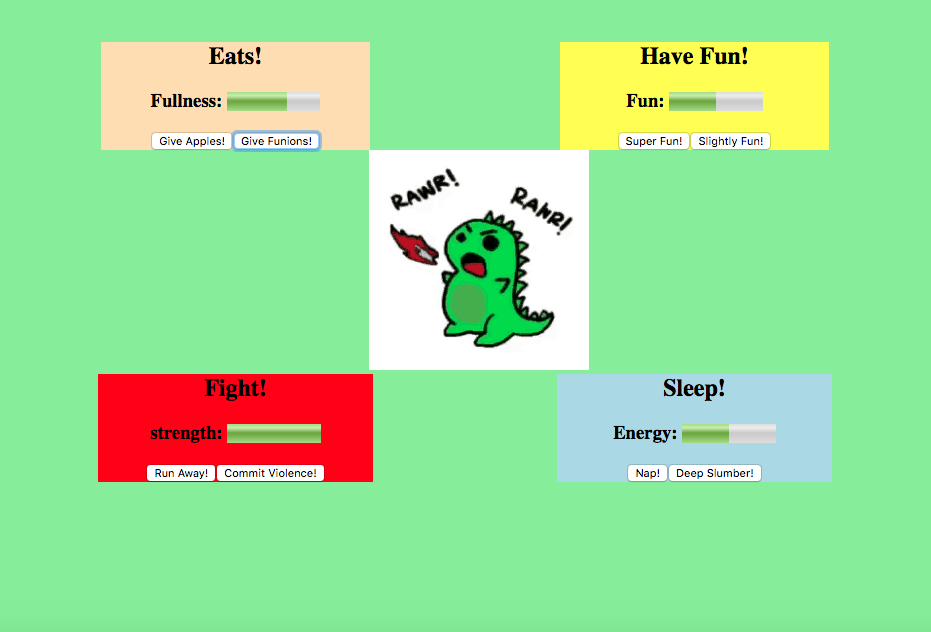 Eats!
Fullness:
Give Apples! Give Funions!
Have Fun!
Fun:
Super Fun! Slightly Fun!
RAWR!
RAWR!
Fight!
strength:
Run Away! Commit Violence!
Sleep!
Energy:
Nap! Deep Slumber!